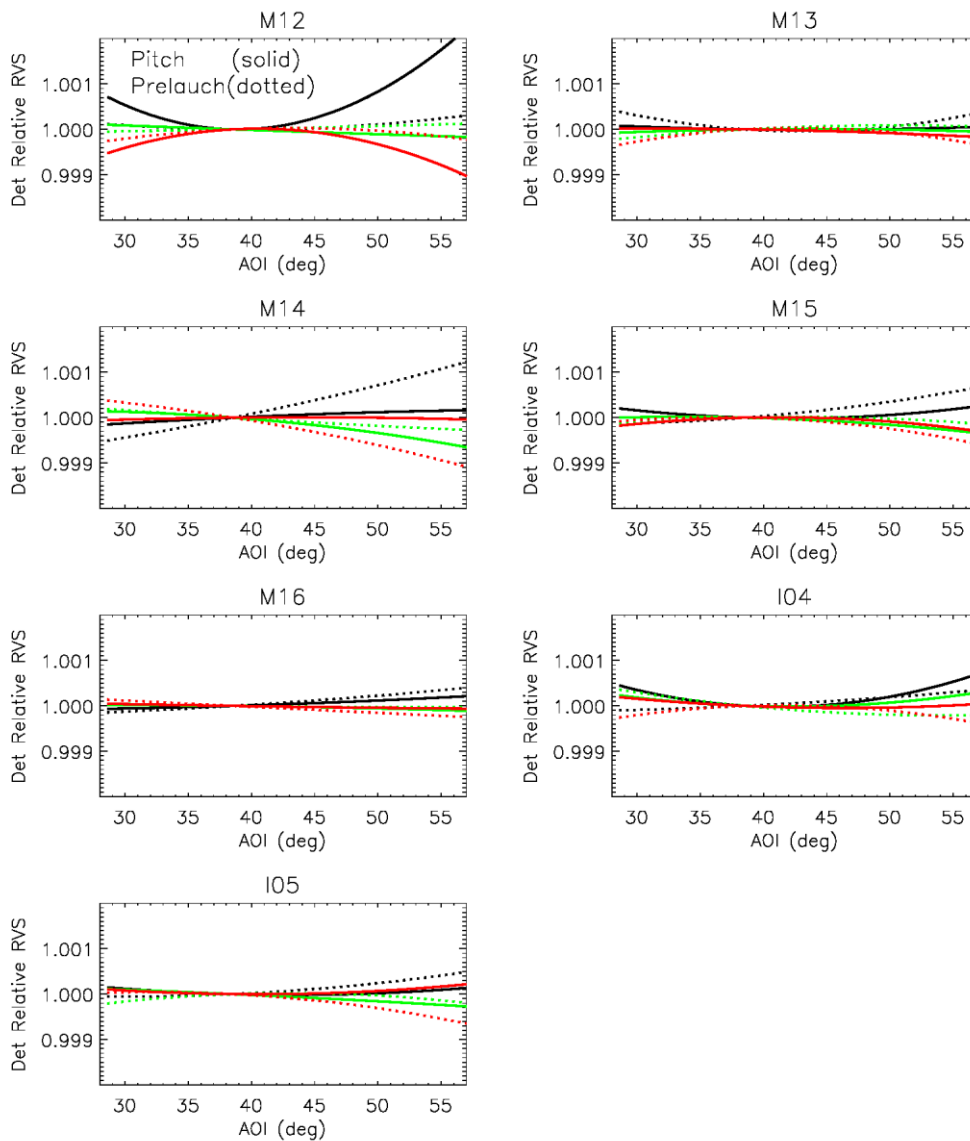 M12
Pitch (solid)
Prelauch(dotted)
Det Relative RVS
1.001
1.000
0.999
30 35 40 45 50 55
AOI (deg)
M13
Det Relative RVS
1.001
1.000
0.999
30 35 40 45 50 55
AOI (deg)
M14
Det Relative RVS
1.001
1.000
0.999
30 35 40 45 50 55
AOI (deg)
M15
Det Relative RVS
1.001
1.000
0.999
30 35 40 45 50 55
AOI (deg)
M16
Det Relative RVS
1.001
1.000
0.999
30 35 40 45 50 55
AOI (deg)
I04
Det Relative RVS
1.001
1.000
0.999
30 35 40 45 50 55
AOI (deg)
I05
Det Relative RVS
1.001
1.000
0.999
30 35 40 45 50 55
AOI (deg)